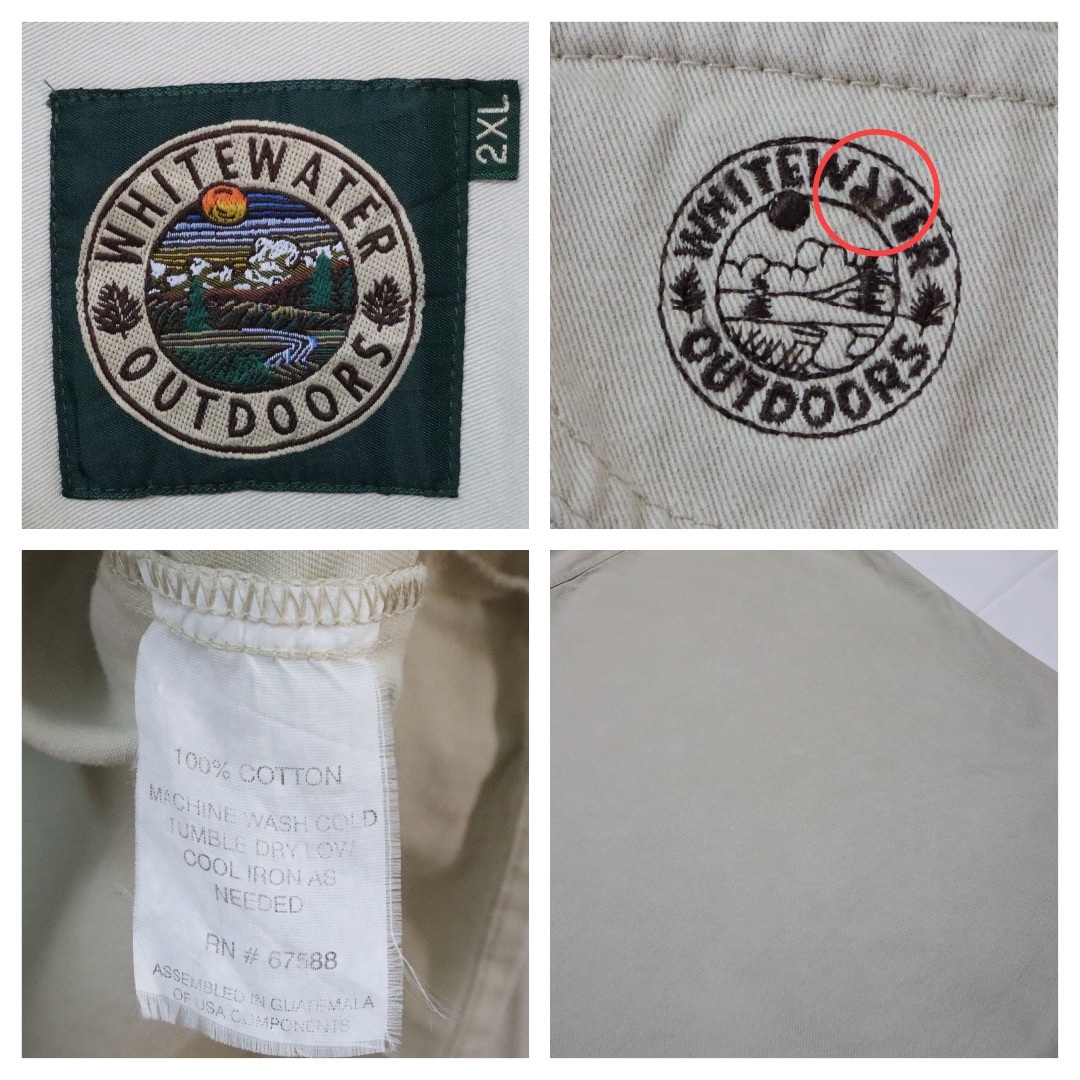 WHITEWATER
OUTDOORS
2XL
WHITEW
OUTDOORS
100% COTTON
MACHINE WASH COLD
TUMBLE DRY LOW
COOL IRON AS
NEEDED
RN # 67588
ASSEMBLED IN GUATEMALA
OF USA COMPONENTS